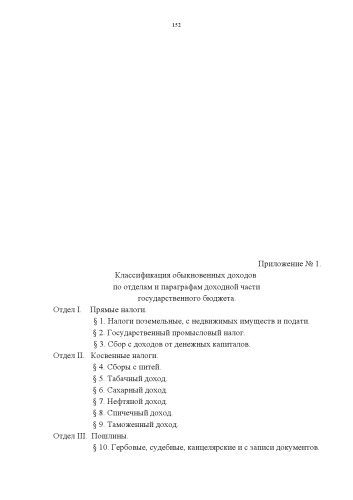 152
Приложение № 1.
Классификация обыкновенных доходов
по отделам и параграфам доходной части
государственного бюджета.
Отдел I. Прямые налоги.
§ 1. Налоги поземельные, с недвижимых имуществ и подати.
§ 2. Государственный промысловый налог.
§ 3. Сбор с доходов от денежных капиталов.
Отдел II. Косвенные налоги.
§ 4. Сборы с питей.
§ 5. Табачный доход.
§ 6. Сахарный доход.
§ 7. Нефтяной доход.
§ 8. Спичечный доход.
§ 9. Таможенный доход.
Отдел III. Пошлины.
§ 10. Гербовые, судебные, канцелярские и с записи документов.